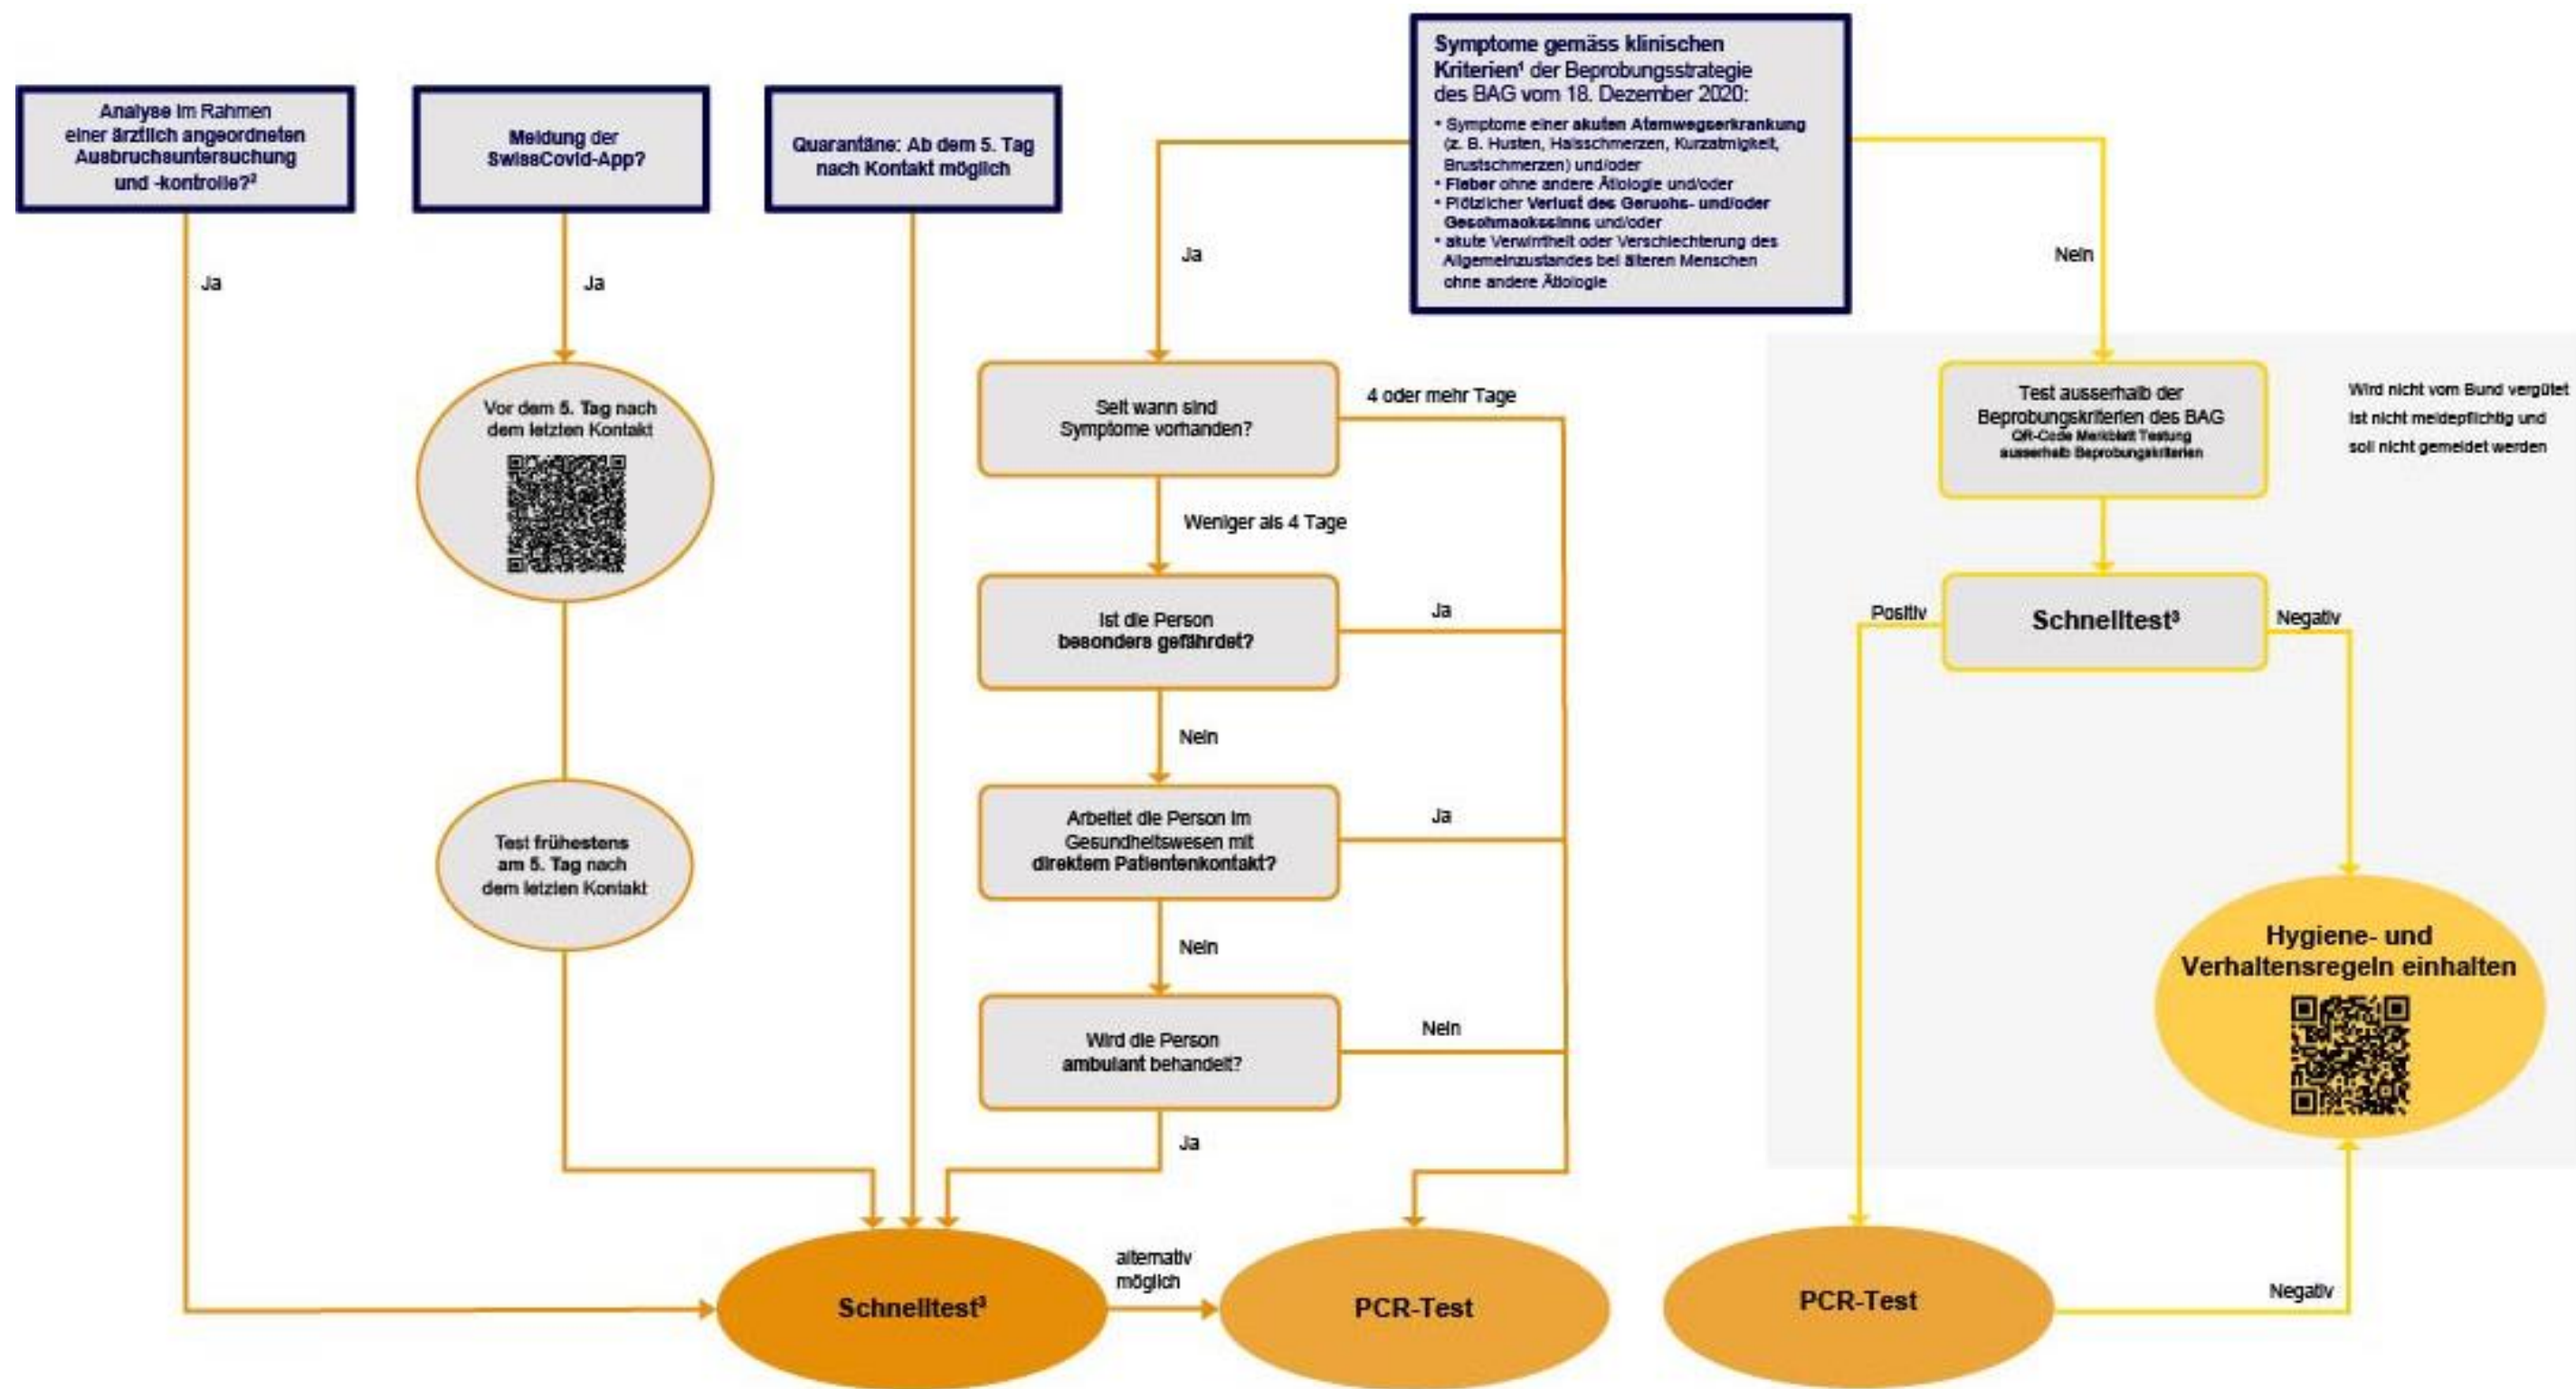 Analyse im Rahmen
einer ärztlich angeordneten
Ausbruchsuntersuchung
und -kontrolle?²
Meldung der
SwissCovid-App?
Quarantäne: Ab dem 5. Tag
nach Kontakt möglich
Symptome gemäss klinischen
Kriterien¹ der Beprobungsstrategie
des BAG vom 18. Dezember 2020:
• Symptome einer akuten Atemwegserkrankung
(z. B. Husten, Halsschmerzen, Kurzatmigkeit,
Brustschmerzen) und/oder
• Fieber ohne andere Ätiologie und/oder
• Plötzlicher Verlust des Geruchs- und/oder
Geschmackssinns und/oder
• akute Verwirrtheit oder Verschlechterung des
Allgemeinzustandes bei älteren Menschen
ohne andere Ätiologie
Ja
Ja
Ja
Nein
Vor dem 5. Tag nach
dem letzten Kontakt
Test frühestens
am 5. Tag nach
dem letzten Kontakt
Seit wann sind
Symptome vorhanden?
4 oder mehr Tage
Weniger als 4 Tage
Ist die Person
besonders gefährdet?
Ja
Nein
Arbeitet die Person im
Gesundheitswesen mit
direktem Patientenkontakt?
Ja
Nein
Wird die Person
ambulant behandelt?
Nein
Ja
Test ausserhalb der
Beprobungskriterien des BAG
QR-Code Merkblatt Testung
ausserhalb Beprobungskriterien
Wird nicht vom Bund vergütet
ist nicht meldepflichtig und
soll nicht gemeldet werden
Positiv
Schnelltest³
Negativ
Hygiene- und
Verhaltensregeln einhalten
Schnelltest³
alternativ
möglich
PCR-Test
PCR-Test
Negativ